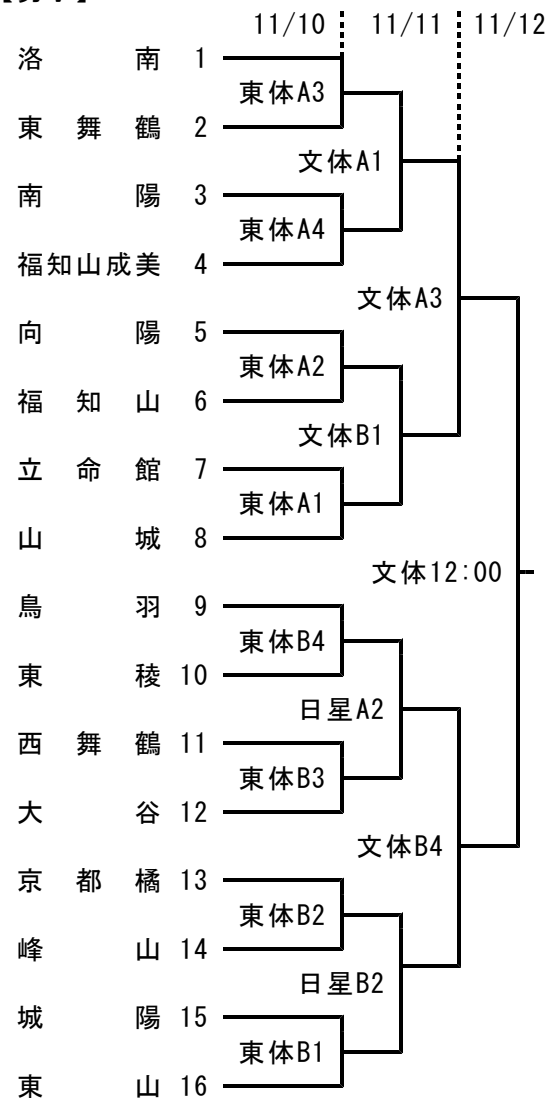 11/10 11/11 11/12
洛南 1
東体A3
東舞鶴 2
文体A1
南陽 3
東体A4
福知山成美 4
文体A3
向陽 5
東体A2
福知山 6
文体B1
立命館 7
東体A1
山城 8
文体12:00
鳥羽 9
東体B4
東稜 10
日星A2
西舞鶴 11
東体B3
大谷 12
文体B4
京都橘 13
東体B2
峰山 14
日星B2
城陽 15
東体B1
東山 16